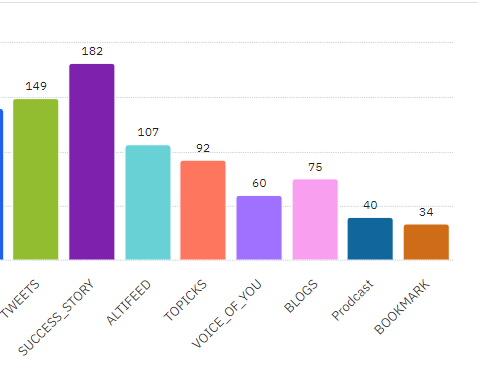 149
182
107
92
60
75
40
34
TWEETS
SUCCESS_STORY
ALTIFEED
TOPICKS
VOICE_OF_YOU
BLOGS
Prodcast
BOOKMARK